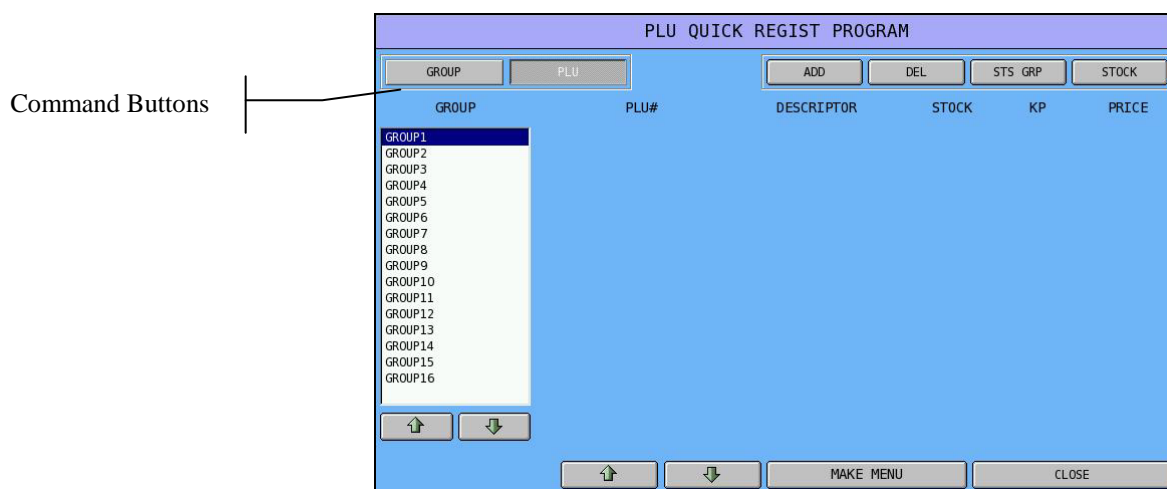 PLU QUICK REGIST PROGRAM
GROUP PLU ADD DEL STS GRP STOCK
Command Buttons
GROUP PLU# DESCRIPTOR STOCK KP PRICE
GROUP1
GROUP2
GROUP3
GROUP4
GROUP5
GROUP6
GROUP7
GROUP8
GROUP9
GROUP10
GROUP11
GROUP12
GROUP13
GROUP14
GROUP15
GROUP16
MAKE MENU CLOSE